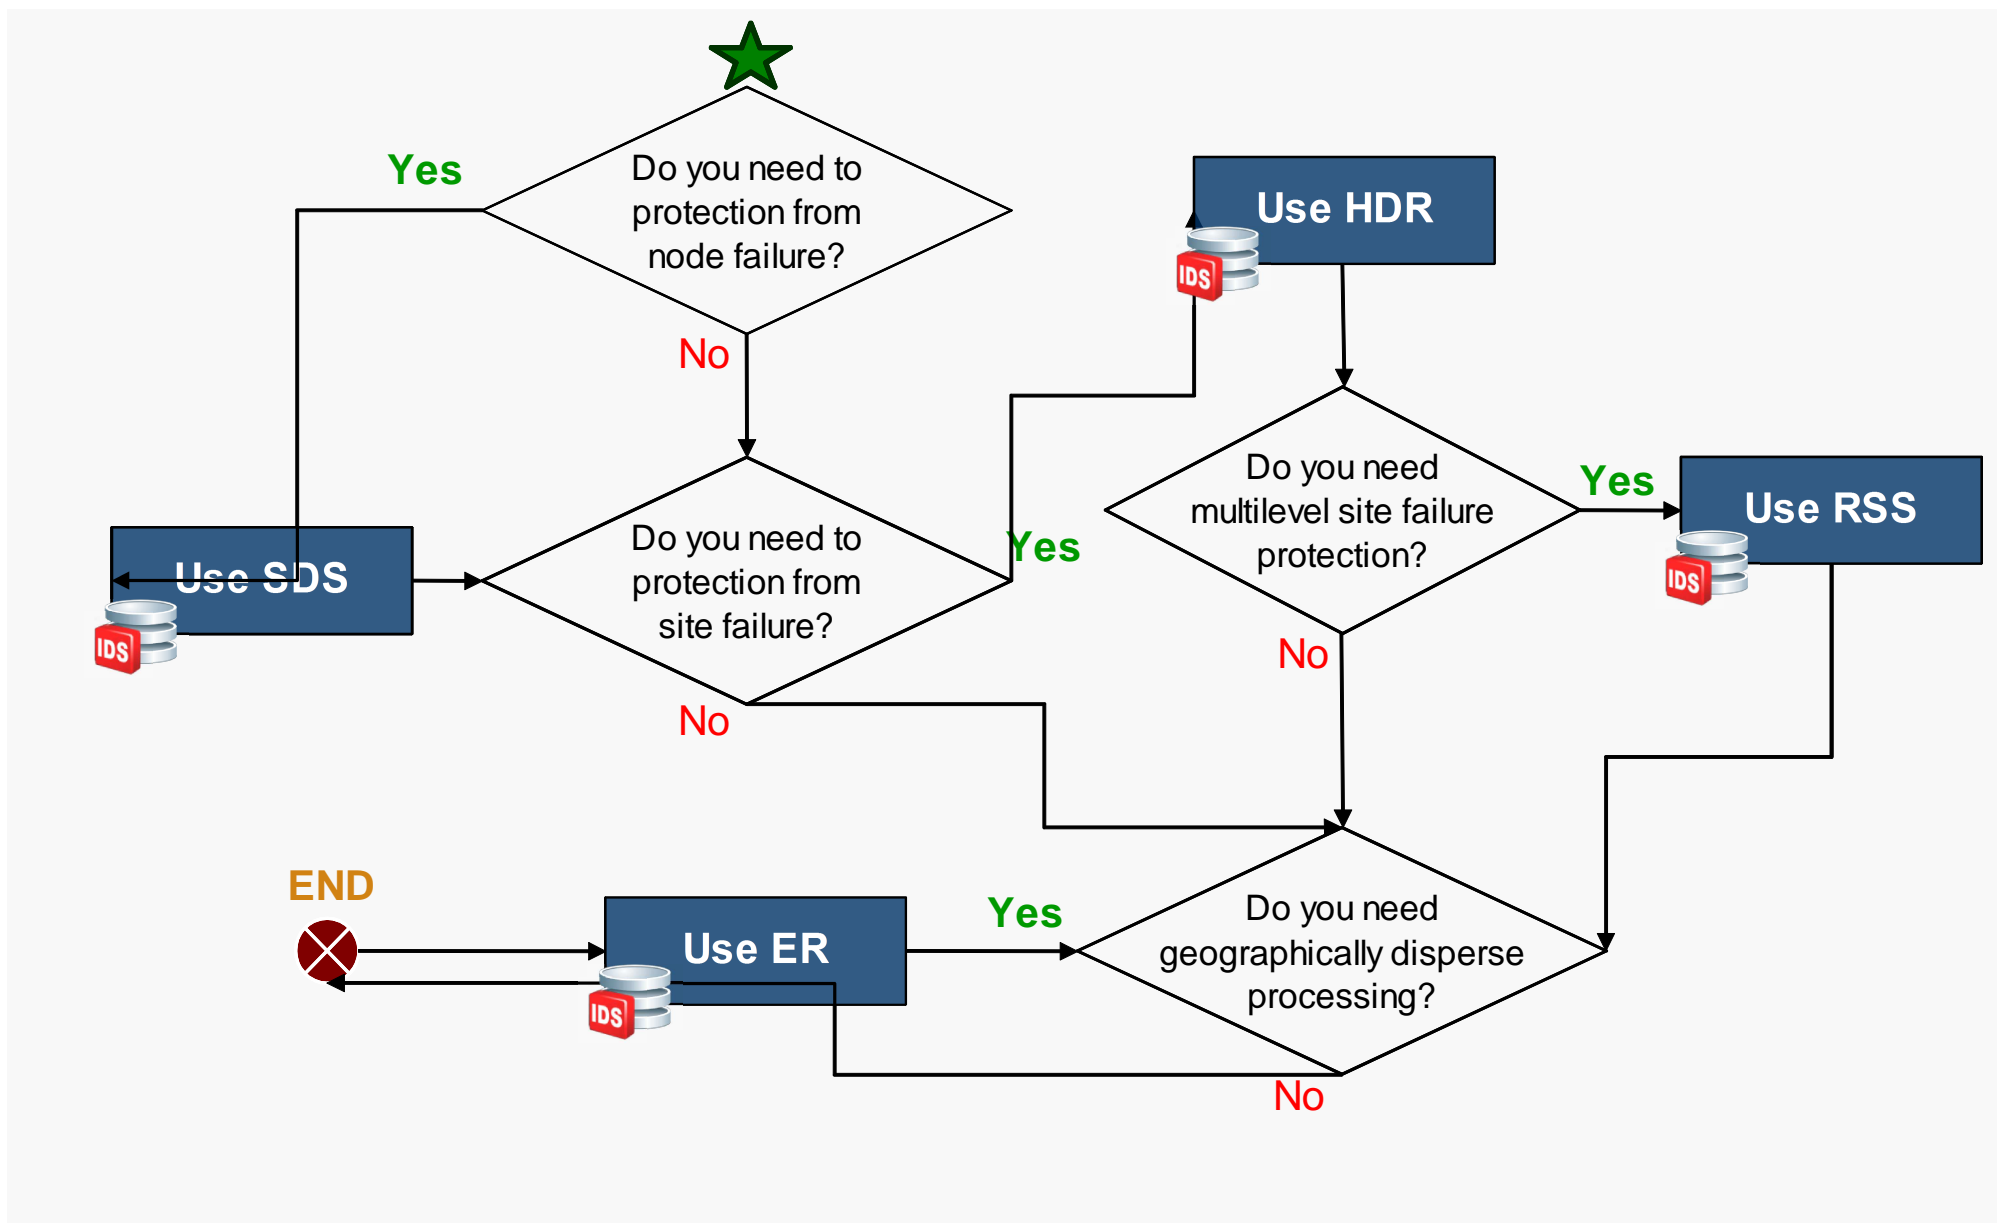 Yes
Do you need to
protection from
node failure?
No
Use HDR
IDS
Use SDS
IDS
Do you need to
protection from
site failure?
Yes
No
Do you need
multilevel site failure
protection?
Yes
No
Use RSS
IDS
END
Use ER
IDS
Yes
Do you need
geographically disperse
processing?
No